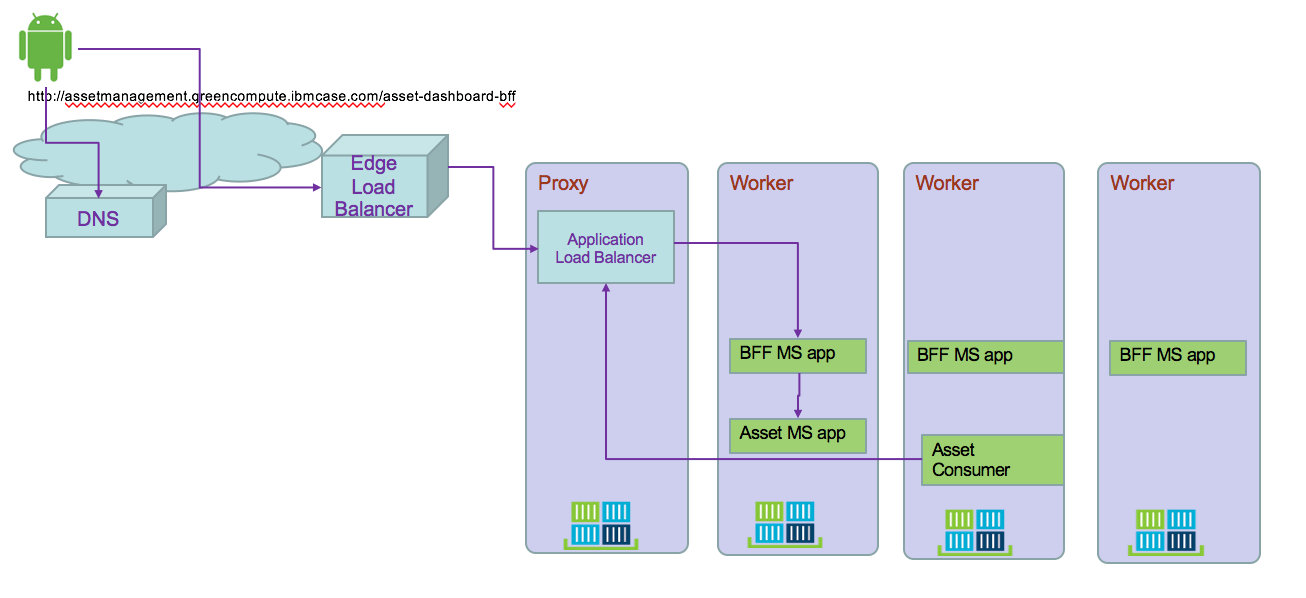 http://assetmanagement.greencompute.ibmcase.com/asset-dashboard-bff
DNS
Edge
Load
Balancer
Proxy
Application
Load Balancer
Worker
BFF MS app
Asset MS app
Worker
BFF MS app
Asset
Consumer
Worker
BFF MS app